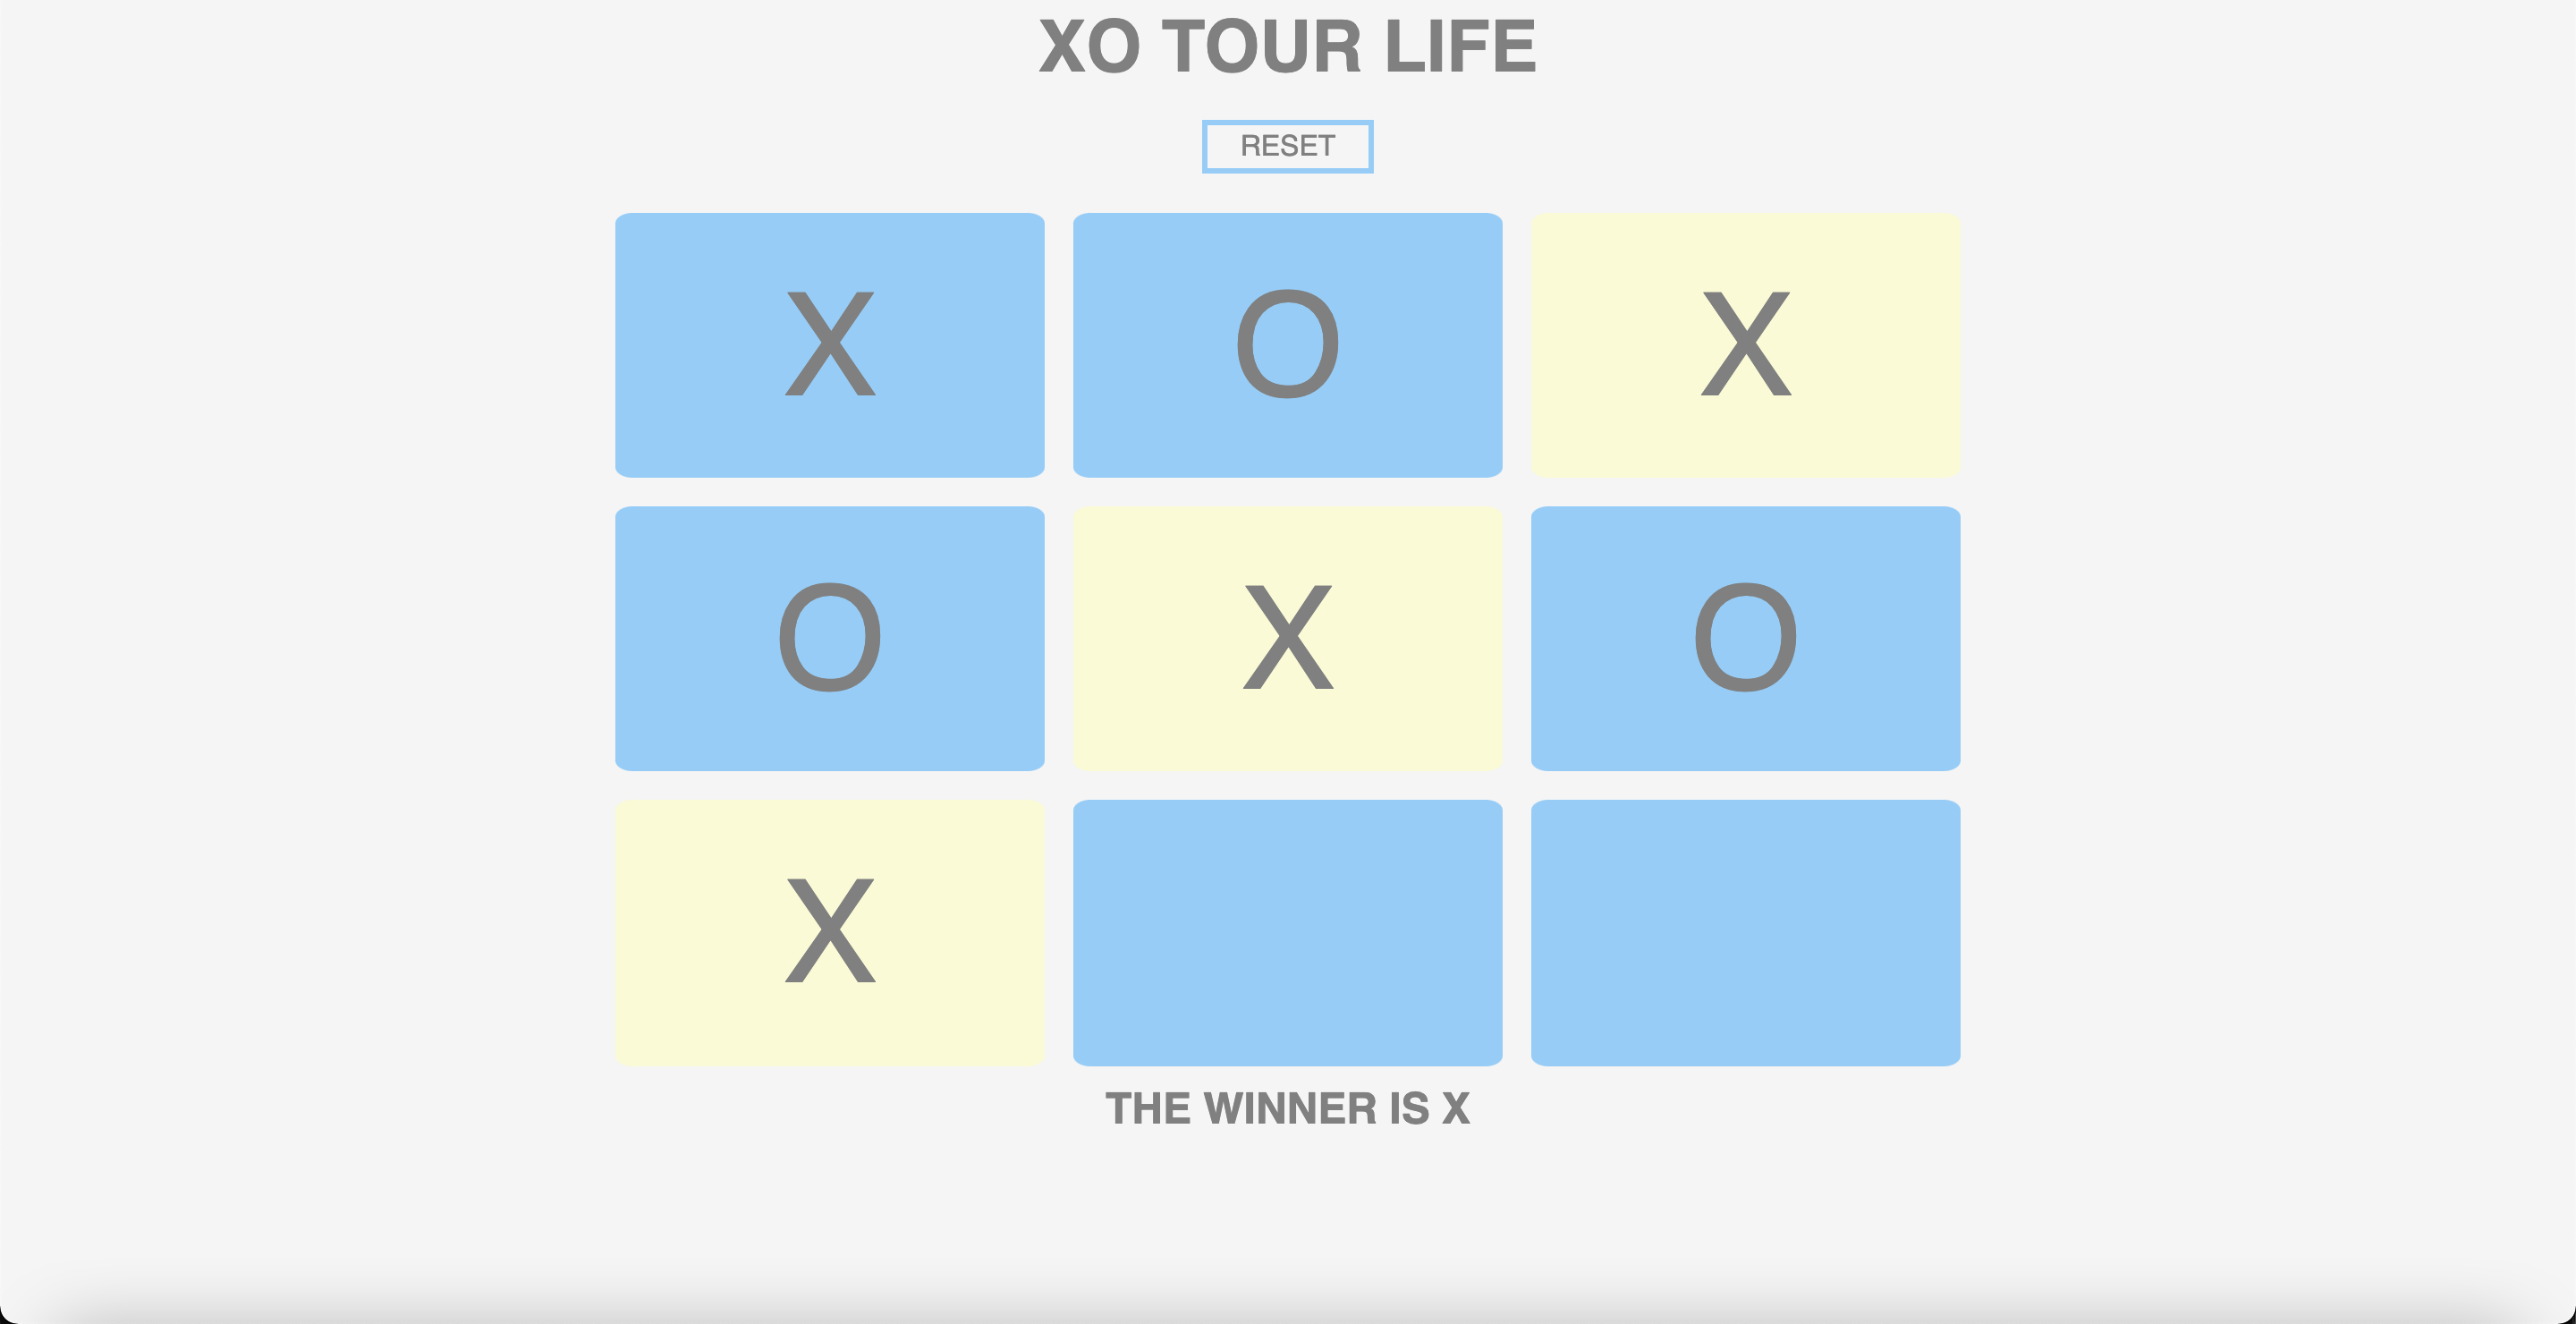 XO TOUR LIFE
RESET
X O X
O X O
X
THE WINNER IS X